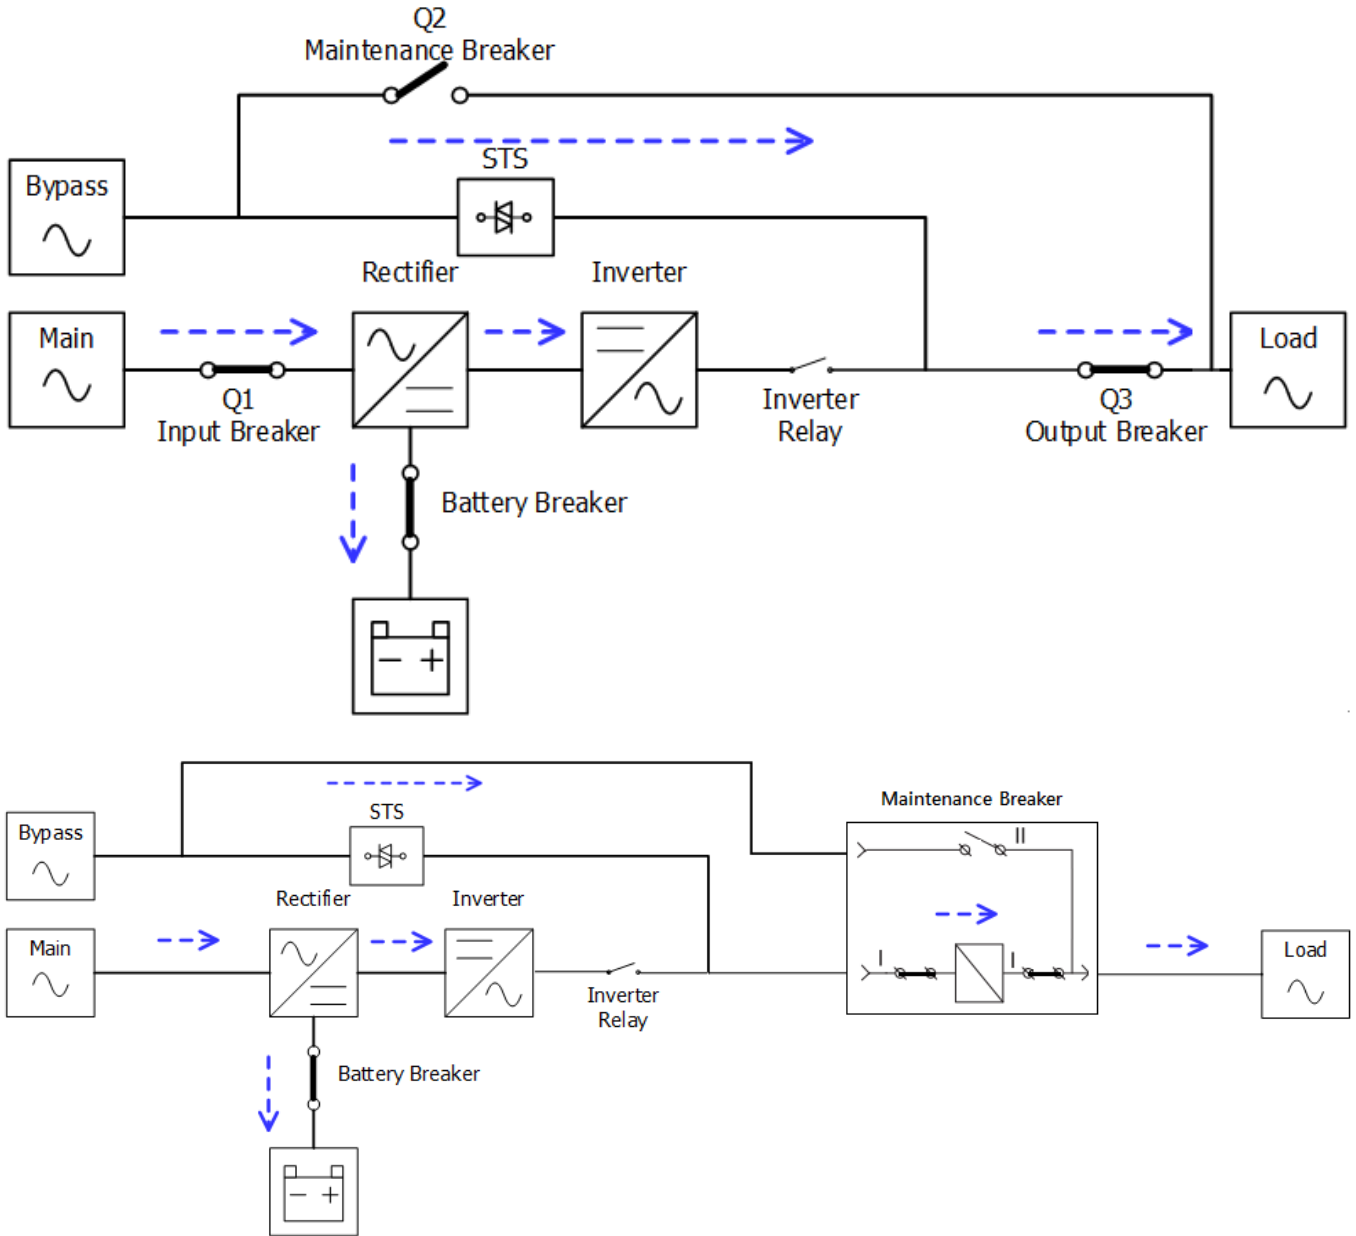 Q2
Maintenance Breaker
STS
Bypass
Rectifier
Inverter
Main
Load
Q1
Input Breaker
Inverter
Relay
Q3
Output Breaker
Battery Breaker
Maintenance Breaker
STS
Bypass
II
Rectifier
Inverter
Main
I
I
Load
Inverter
Relay
Battery Breaker